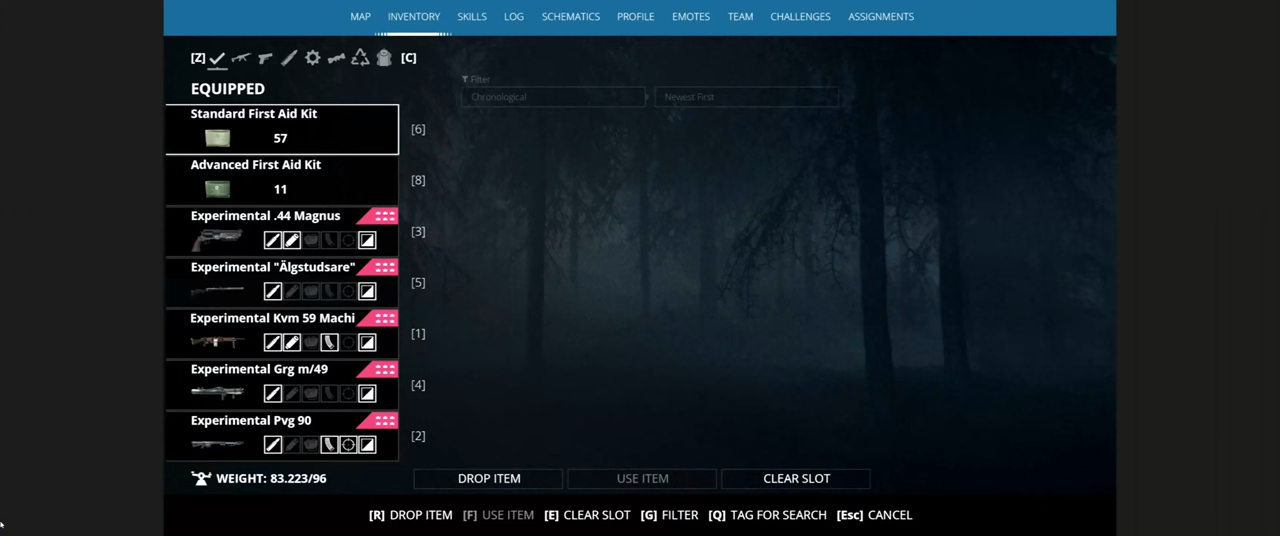 MAP INVENTORY SKILLS LOG SCHEMATICS PROFILE EMOTES TEAM CHALLENGES ASSIGNMENTS
[Z] [C]
EQUIPPED
Filter
Chronological Newest First
Standard First Aid Kit
57 [6]
Advanced First Aid Kit
11 [8]
Experimental .44 Magnus
[3]
Experimental "Älgstudsare"
[5]
Experimental Kvm 59 Machi
[1]
Experimental Grg m/49
[4]
Experimental Pvg 90
[2]
WEIGHT: 83.223/96 DROP ITEM USE ITEM CLEAR SLOT
[R] DROP ITEM [F] USE ITEM [E] CLEAR SLOT [G] FILTER [Q] TAG FOR SEARCH [Esc] CANCEL